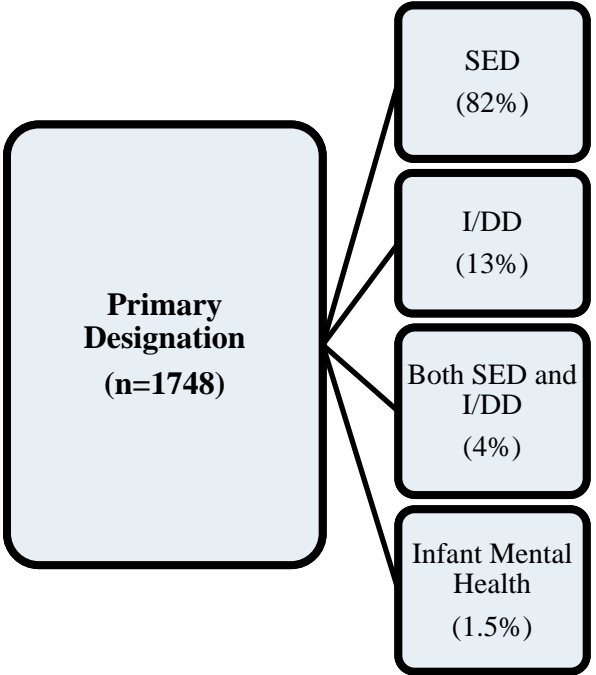 Primary
Designation
(n=1748)
SED
(82%)
I/DD
(13%)
Both SED and
I/DD
(4%)
Infant Mental
Health
(1.5%)